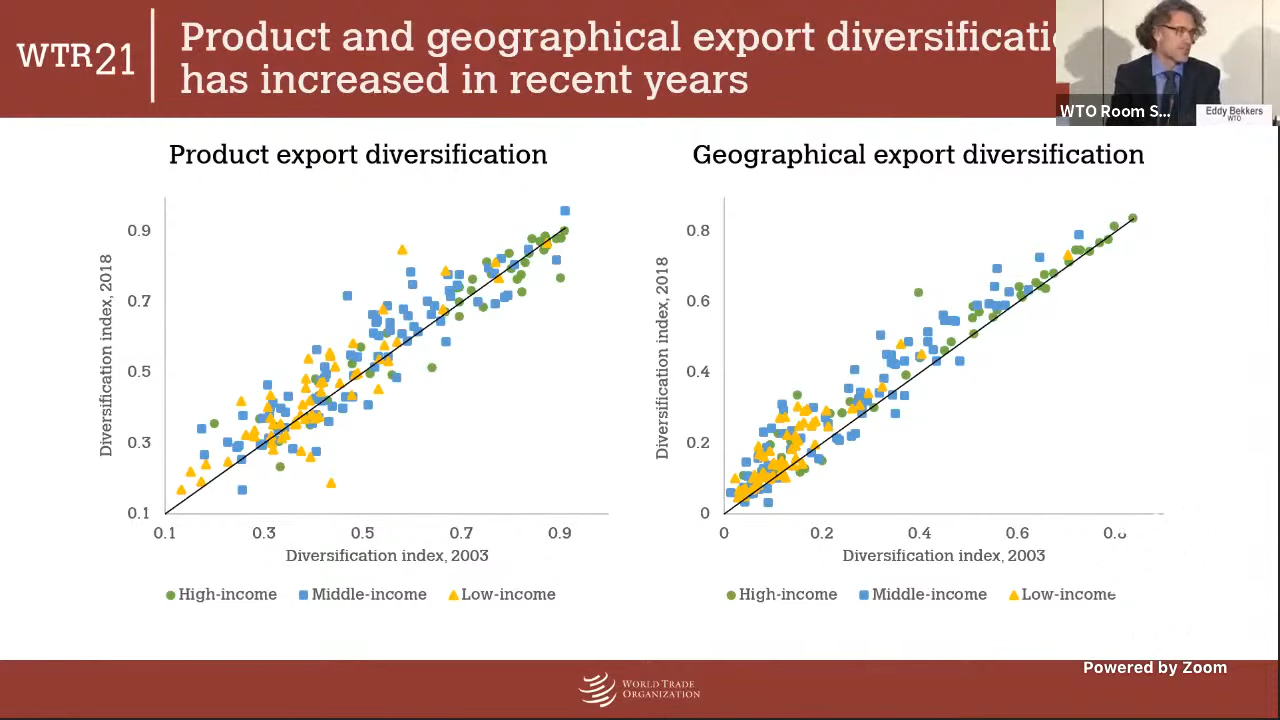 WTR21
Product and geographical export
has increased in recent years
WTO Room S...
Eddy Bekkers
WTO
Product export diversification
Geographical export diversification
Diversification index, 2018
0.9
0.7
0.5
0.3
0.1
0.1 0.3 0.5 0.7 0.9
Diversification index, 2003
High-income Middle-income Low-income
Diversification index, 2018
0.8
0.6
0.4
0.2
0
0 0.2 0.4 0.6
Diversification index, 2003
High-income Middle-income Low-income
Powered by Zoom
WORLD TRADE
ORGANIZATION